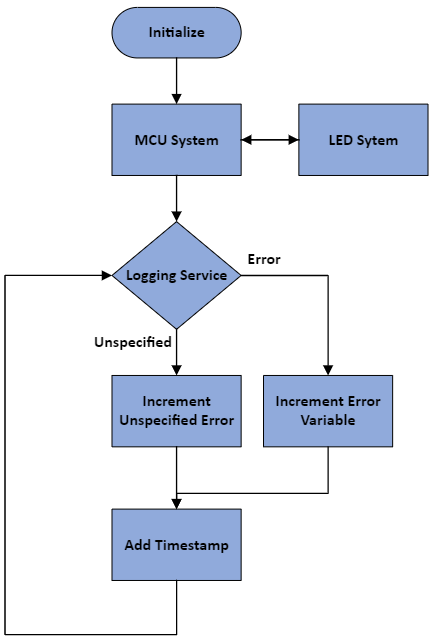 Initialize
MCU System
LED Sytem
Logging Service
Error
Unspecified
Increment
Unspecified Error
Increment Error
Variable
Add Timestamp